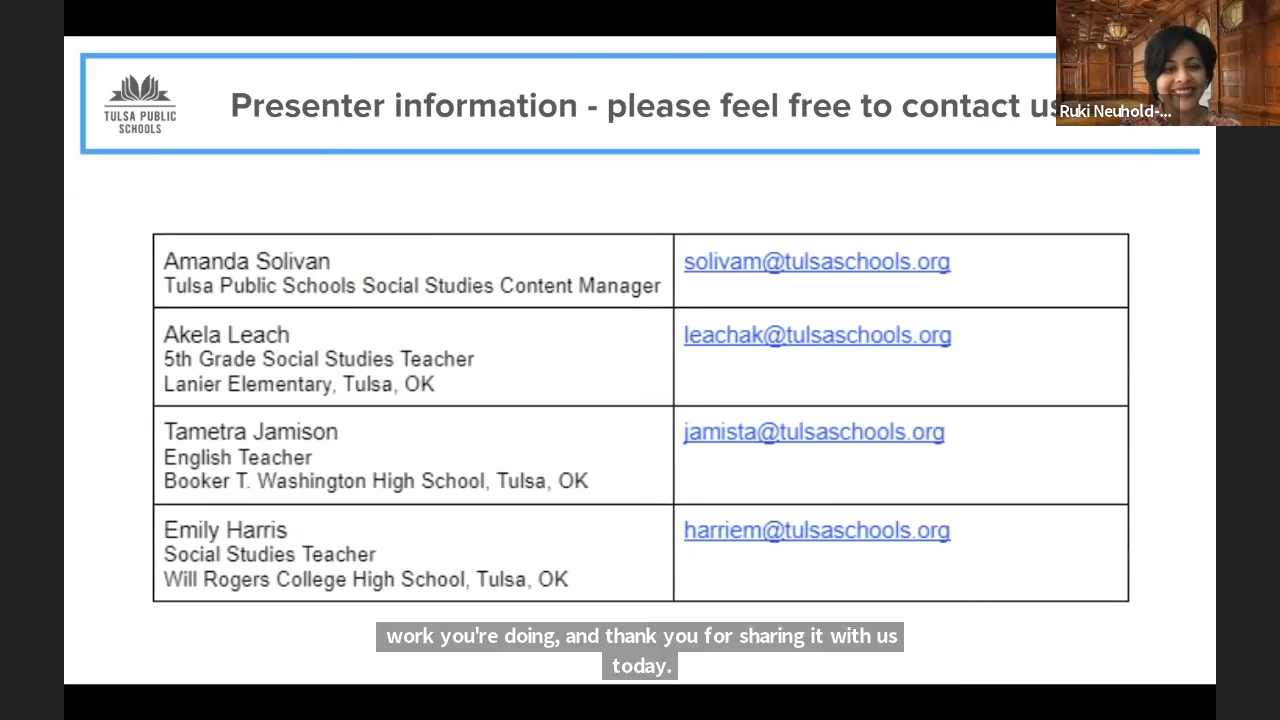 TULSA PUBLIC
SCHOOLS
Presenter information - please feel free to contact us
Ruki Neuhold-...
Amanda Solivan
Tulsa Public Schools Social Studies Content Manager
solivam@tulsaschools.org
Akela Leach
5th Grade Social Studies Teacher
Lanier Elementary, Tulsa, OK
leachak@tulsaschools.org
Tametra Jamison
English Teacher
Booker T. Washington High School, Tulsa, OK
jamista@tulsaschools.org
Emily Harris
Social Studies Teacher
Will Rogers College High School, Tulsa, OK
harriem@tulsaschools.org
work you're doing, and thank you for sharing it with us
today.